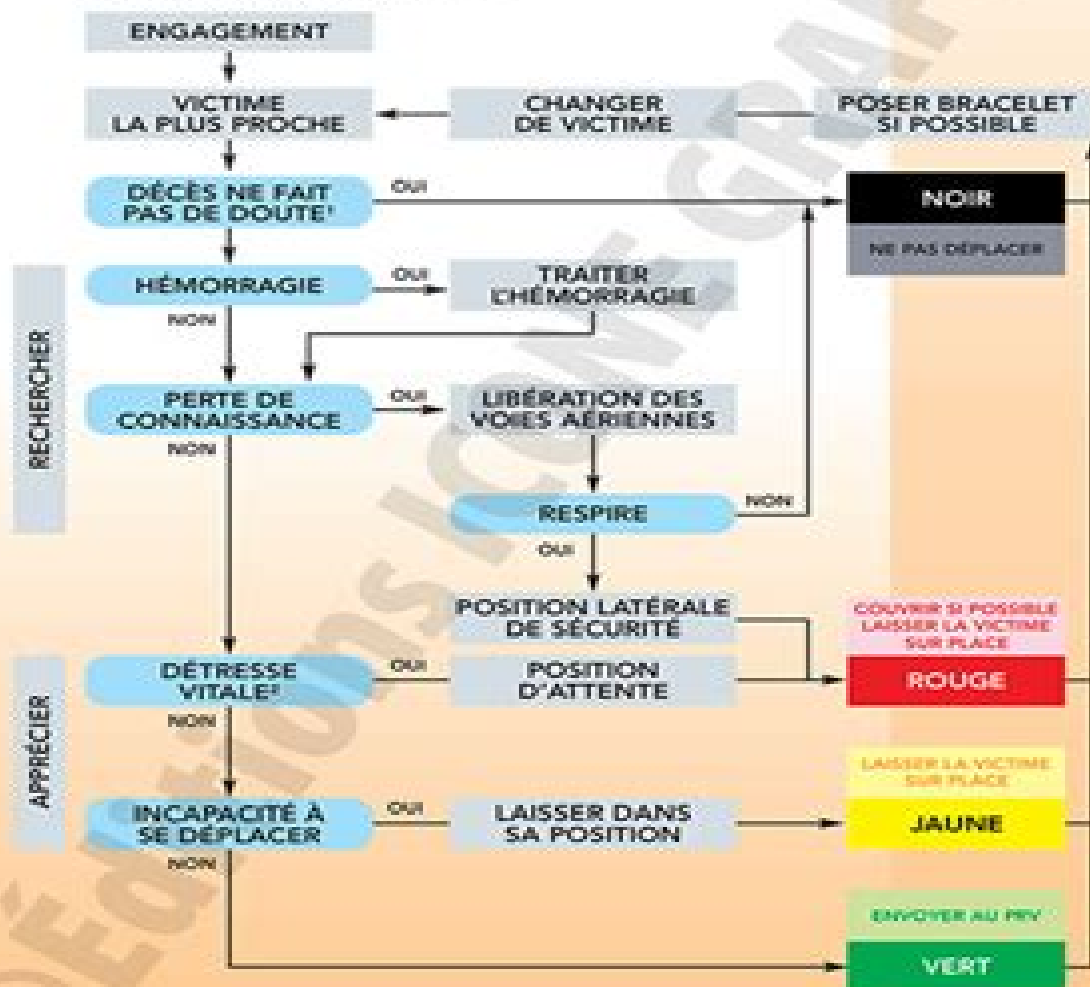 ENGAGEMENT
VICTIME
LA PLUS PROCHE
CHANGER
DE VICTIME
POSER BRACELET
SI POSSIBLE
DÉCÈS NE FAIT
PAS DE DOUTE¹
OUI
NOIR
NE PAS DÉPLACER
RECHERCHER
HÉMORRAGIE
OUI
TRAITER
L'HÉMORRAGIE
NON
PERTE DE
CONNAISSANCE
OUI
LIBÉRATION DES
VOIES AÉRIENNES
NON
RESPIRE
NON
OUI
POSITION LATÉRALE
DE SÉCURITÉ
COUVRIR SI POSSIBLE
LAISSER LA VICTIME
SUR PLACE
APPRÉCIER
DÉTRESSE
VITALE²
OUI
POSITION
D'ATTENTE
ROUGE
NON
LAISSER LA VICTIME
SUR PLACE
INCAPACITÉ À
SE DÉPLACER
OUI
LAISSER DANS
SA POSITION
JAUNE
NON
ENVOYER AU PRV
VERT
Éditions ICONE GRAP